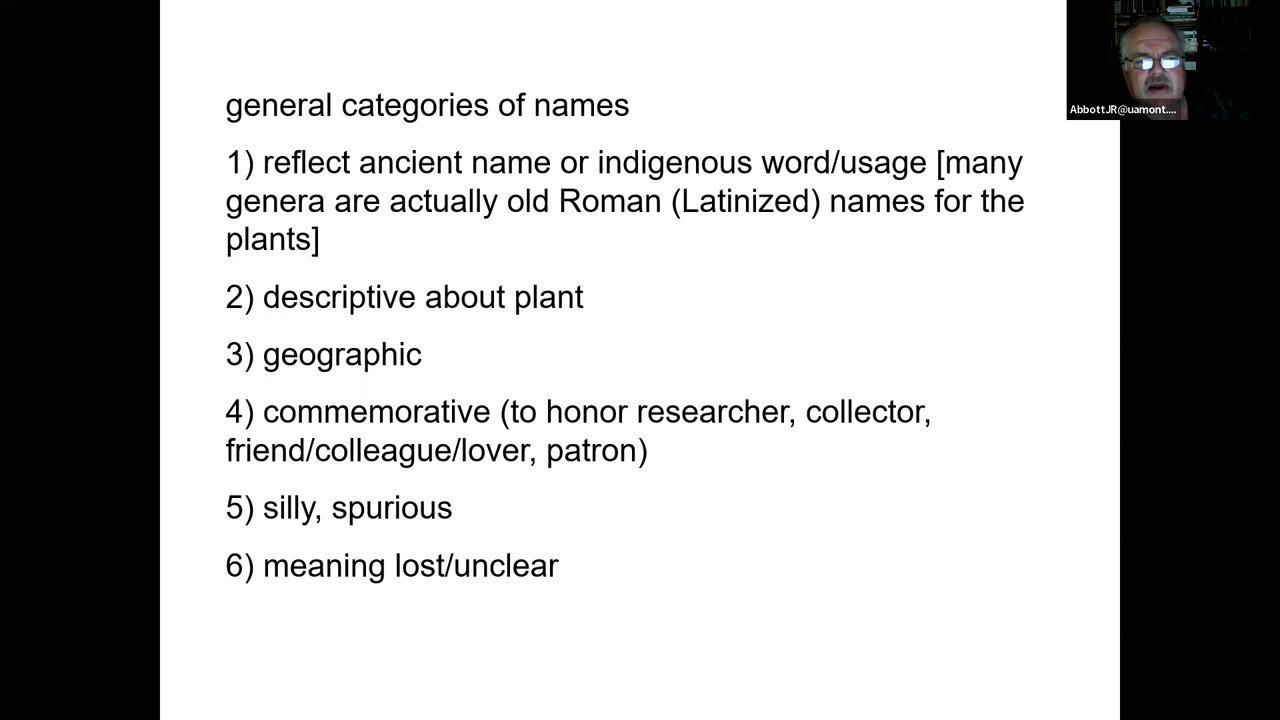 general categories of names
1) reflect ancient name or indigenous word/usage [many
genera are actually old Roman (Latinized) names for the
plants]
2) descriptive about plant
3) geographic
4) commemorative (to honor researcher, collector,
friend/colleague/lover, patron)
5) silly, spurious
6) meaning lost/unclear
AbbottJR@uamont....